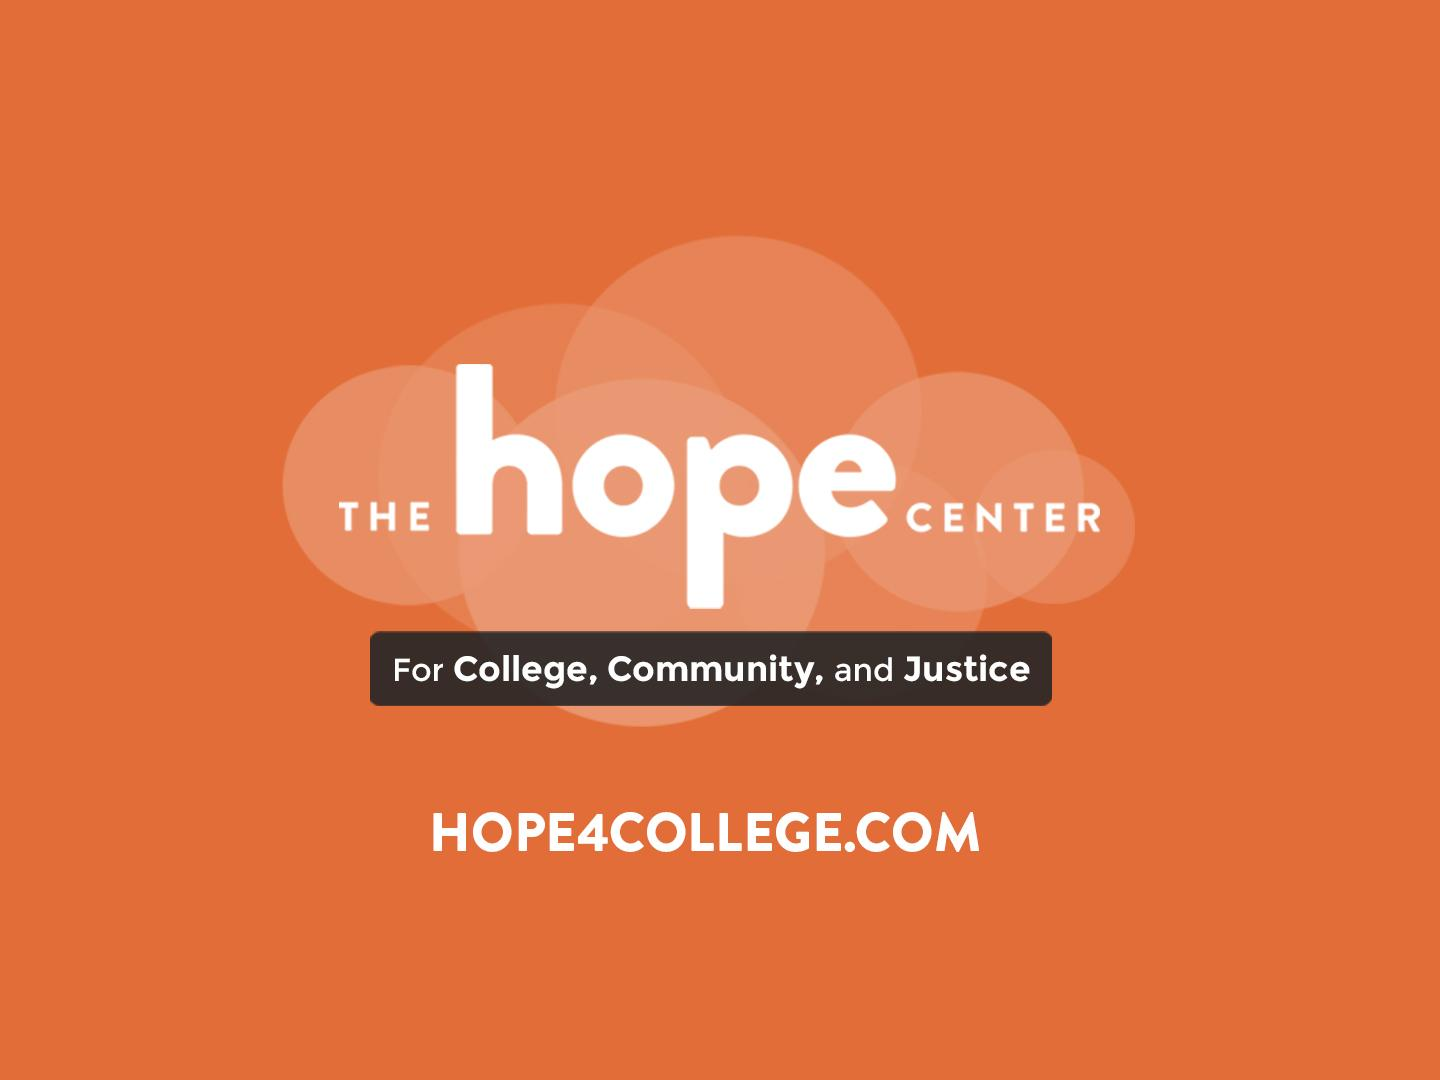 THE hope CENTER
For College, Community, and Justice
HOPE4COLLEGE.COM